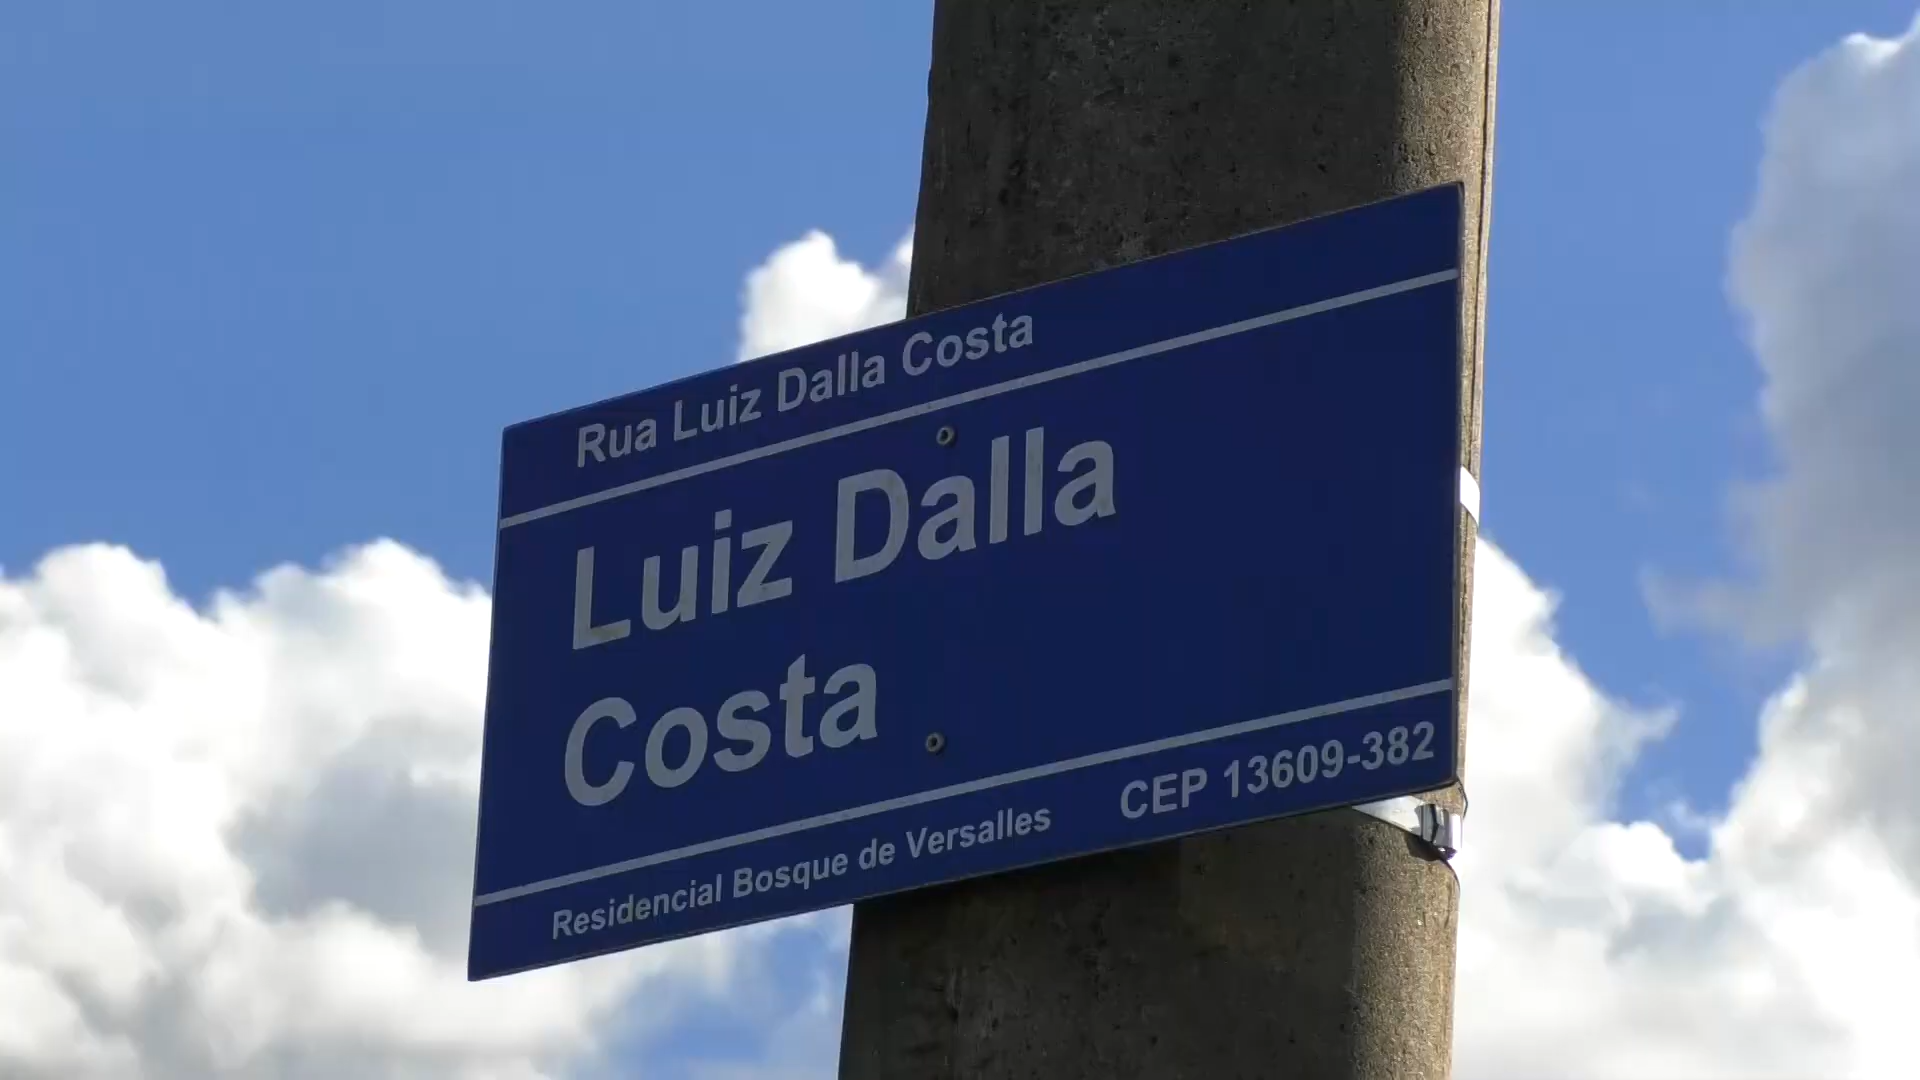 Rua Luiz Dalla Costa
Luiz Dalla
Costa
Residencial Bosque de Versalles CEP 13609-382